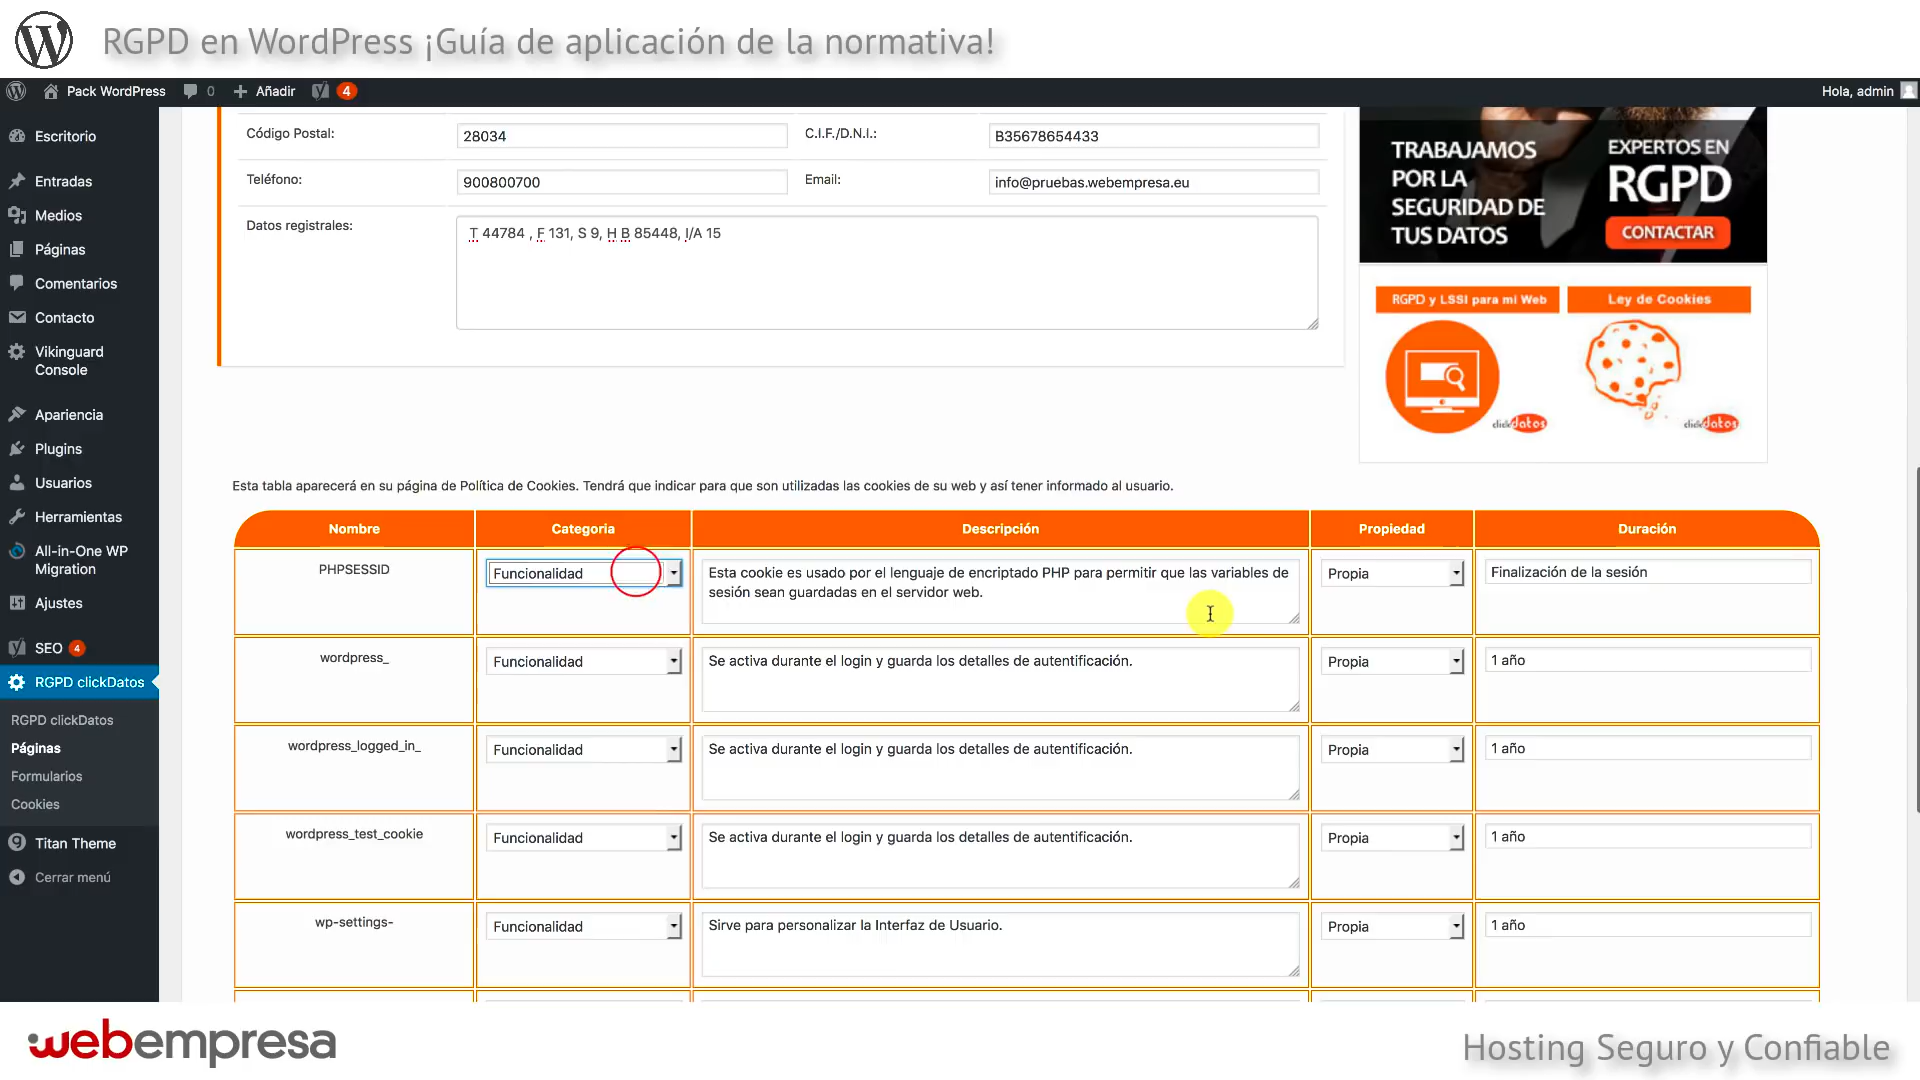 RGPD en WordPress ¡Guía de aplicación de la normativa!
Pack WordPress 0 Añadir 4 Hola, admin
Escritorio
Entradas
Medios
Páginas
Comentarios
Contacto
Vikinguard
Console
Apariencia
Plugins
Usuarios
Herramientas
All-in-One WP
Migration
Ajustes
SEO 4
RGPD clickDatos
RGPD clickDatos
Páginas
Formularios
Cookies
Titan Theme
Cerrar menú
Código Postal: 28034 C.I.F./D.N.I.: B35678654433
Teléfono: 900800700 Email: info@pruebas.webempresa.eu
Datos registrales: T 44784 , F 131, S 9, H B 85448, I/A 15
TRABAJAMOS
POR LA
SEGURIDAD DE
TUS DATOS
EXPERTOS EN
RGPD
CONTACTAR
RGPD y LSSI para mi Web
Ley de Cookies
clickdatos
clickdatos
Esta tabla aparecerá en su página de Política de Cookies. Tendrá que indicar para que son utilizadas las cookies de su web y así tener informado al usuario.
Nombre Categoria Descripción Propiedad Duración
PHPSESSID Funcionalidad Esta cookie es usado por el lenguaje de encriptado PHP para permitir que las variables de Propia Finalización de la sesión
sesión sean guardadas en el servidor web.
wordpress_ Funcionalidad Se activa durante el login y guarda los detalles de autentificación. Propia 1 año
wordpress_logged_in_ Funcionalidad Se activa durante el login y guarda los detalles de autentificación. Propia 1 año
wordpress_test_cookie Funcionalidad Se activa durante el login y guarda los detalles de autentificación. Propia 1 año
wp-settings- Funcionalidad Sirve para personalizar la Interfaz de Usuario. Propia 1 año
webempresa
Hosting Seguro y Confiable